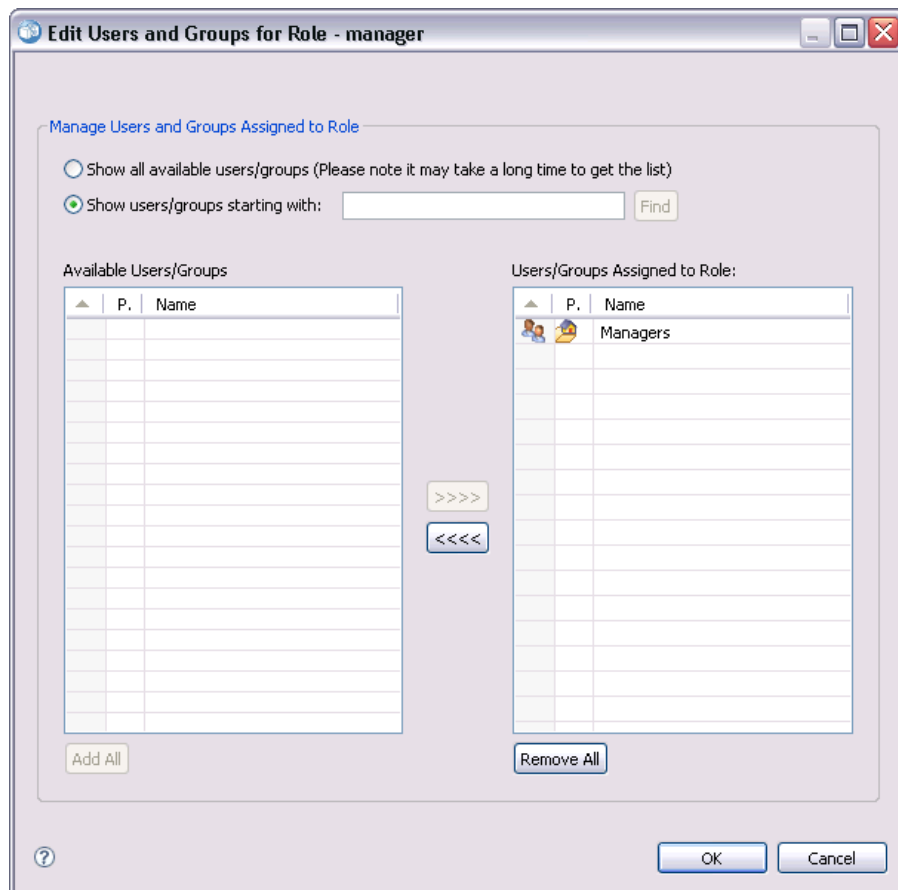 Edit Users and Groups for Role - manager
Manage Users and Groups Assigned to Role
Show all available users/groups (Please note it may take a long time to get the list)
Show users/groups starting with: Find
Available Users/Groups
P. Name
Users/Groups Assigned to Role:
P. Name
Managers
>>>>
<<<<
Add All
Remove All
? OK Cancel